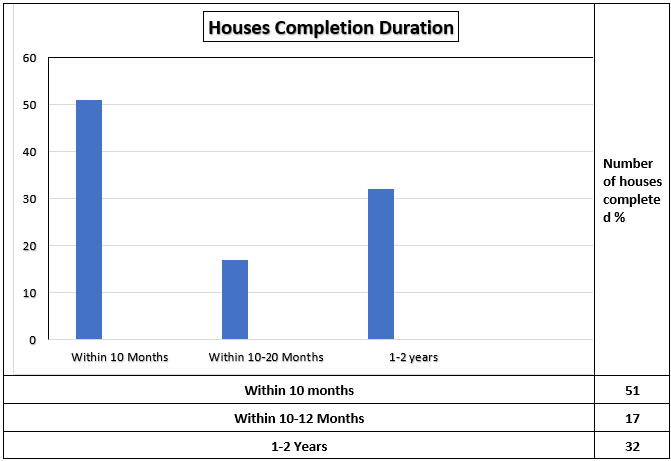 Houses Completion Duration
60
50
40
30
20
10
0
Within 10 Months
Within 10-20 Months
1-2 years
Number
of houses
complete
d %
Within 10 months
51
Within 10-12 Months
17
1-2 Years
32